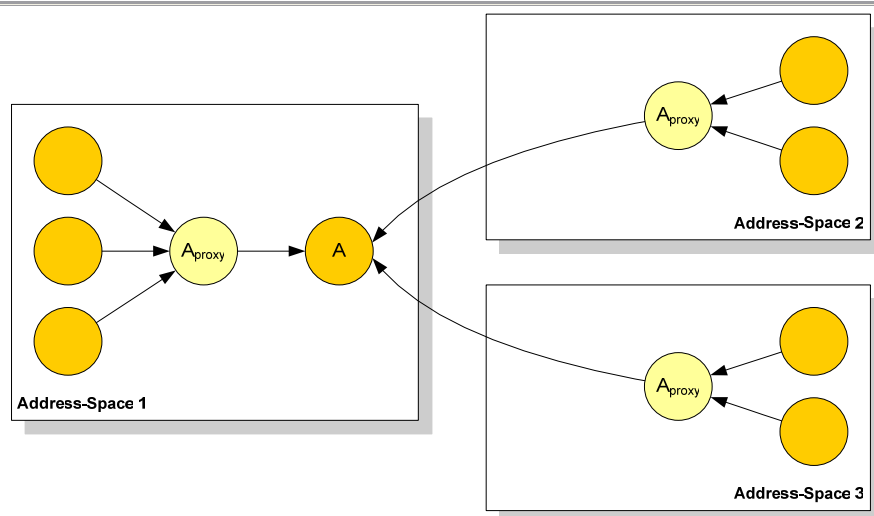 Aproxy
A
Address-Space 1
Aproxy
Address-Space 2
Aproxy
Address-Space 3